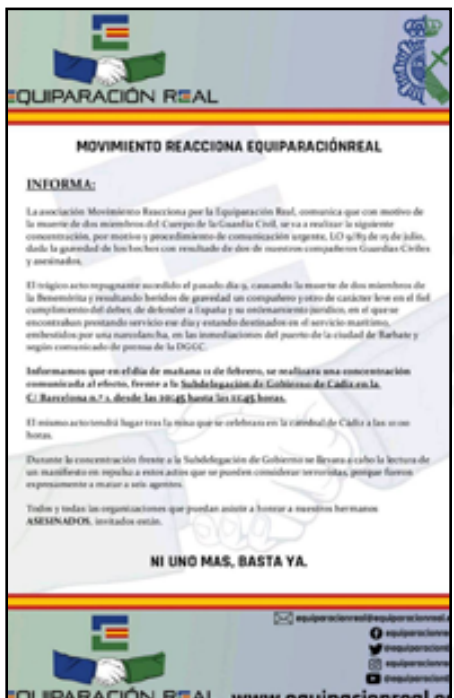 EQUIPARACIÓN REAL
MOVIMIENTO REACCIONA EQUIPARACIÓNREAL
INFORMA:
La asociación Movimiento Reacciona por la Equiparación Real, comunica que con motivo de
la muerte de dos miembros del Cuerpo de la Guardia Civil, se va a realizar la siguiente
concentración, por motivo y procedimiento de comunicación urgente, LO 9/83 de 15 de julio,
dada la gravedad de los hechos con resultado de dos de nuestros compañeros Guardias Civiles
y asesinados.
El trágico acto repugnante sucedido el pasado día 9, causando la muerte de dos miembros de
la Benemérita y resultando heridos de gravedad un compañero y otro de carácter leve en el fiel
cumplimiento del deber, de defender a España y su ordenamiento jurídico, en el que se
encontraban prestando servicio ese día y estando destinados en el servicio marítimo,
embestidos por una narcolancha, en las inmediaciones del puerto de la ciudad de Barbate y
según comunicado de prensa de la DGGC.
Informamos que en el día de mañana 11 de febrero, se realizara una concentración
comunicada al efecto, frente a la Subdelegación de Gobierno de Cádiz en la
C/ Barcelona n.º 1, desde las 10:45 hasta las 11:45 horas.
El mismo acto tendrá lugar tras la misa que se celebrara en la catedral de Cádiz a las
horas.
Durante la concentración frente a la Subdelegación de Gobierno se llevara a cabo la lectura de
un manifiesto en repulsa a estos actos que se pueden considerar terroristas, porque fueron
expresamente a matar a seis agentes.
Todos y todas las organizaciones que puedan asistir a honrar a nuestros hermanos
ASESINADOS, invitados están.
NI UNO MAS, BASTA YA.
EQUIPARACIÓN REAL